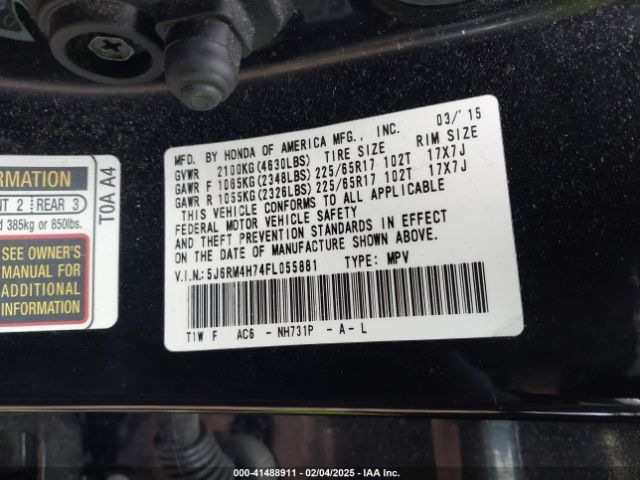 MFD. BY HONDA OF AMERICA MFG., INC. 03/'15
GVWR 2100KG(4630LBS) TIRE SIZE RIM SIZE
GAWR F 1065KG(2348LBS) 225/65R17 102T 17X7J
GAWR R 1055KG(2326LBS) 225/65R17 102T 17X7J
THIS VEHICLE CONFORMS TO ALL APPLICABLE
FEDERAL MOTOR VEHICLE SAFETY
AND THEFT PREVENTION STANDARDS IN EFFECT
ON THE DATE OF MANUFACTURE SHOWN ABOVE.
V.I.N:5J6RM4H74FL055881 TYPE: MPV
TIW F AC6 - NH731P - A - L
REAR 3
385kg or 850lbs.
SEE OWNER'S
MANUAL FOR
ADDITIONAL
INFORMATION
T0A A4
000-41488911 - 02/04/2025 - IAA Inc.